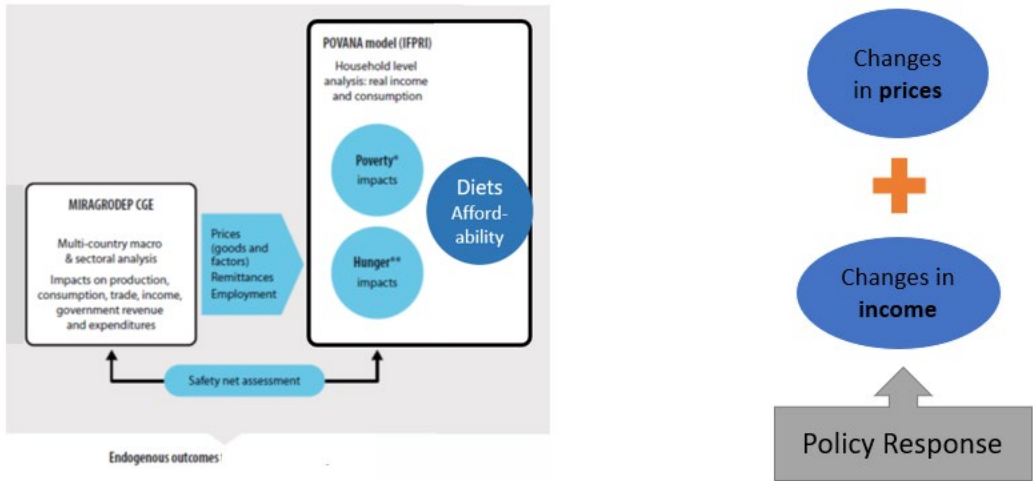 POVANA model (IFPRI)
Household level
analysis: real income
and consumption
Poverty*
impacts
Diets
Afford-
ability
Hunger**
impacts
MIRAGRODEP CGE
Multi-country macro
& sectoral analysis
Impacts on production,
consumption, trade, income,
government revenue
and expenditures
Prices
(goods and
factors)
Remittances
Employment
Safety net assessment
Endogenous outcomes
Changes
in prices
Changes in
income
Policy Response